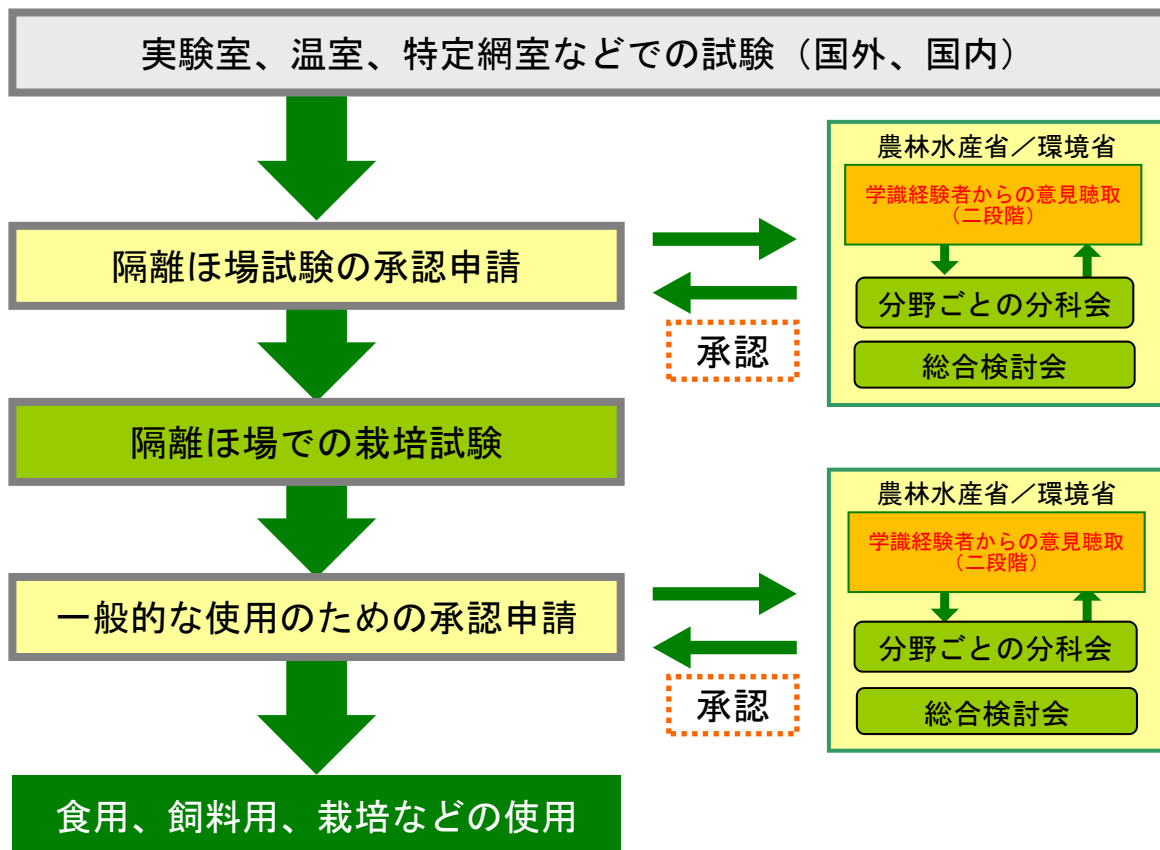 実験室、温室、特定網室などでの試験（国外、国内）
農林水産省／環境省
学識経験者からの意見聴取
（二段階）
隔離ほ場試験の承認申請
分野ごとの分科会
承認
総合検討会
隔離ほ場での栽培試験
農林水産省／環境省
学識経験者からの意見聴取
（二段階）
一般的な使用のための承認申請
分野ごとの分科会
承認
総合検討会
食用、飼料用、栽培などの使用